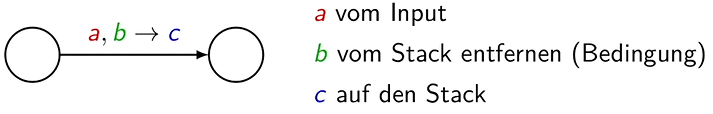 a, b → c
a vom Input
b vom Stack entfernen (Bedingung)
c auf den Stack